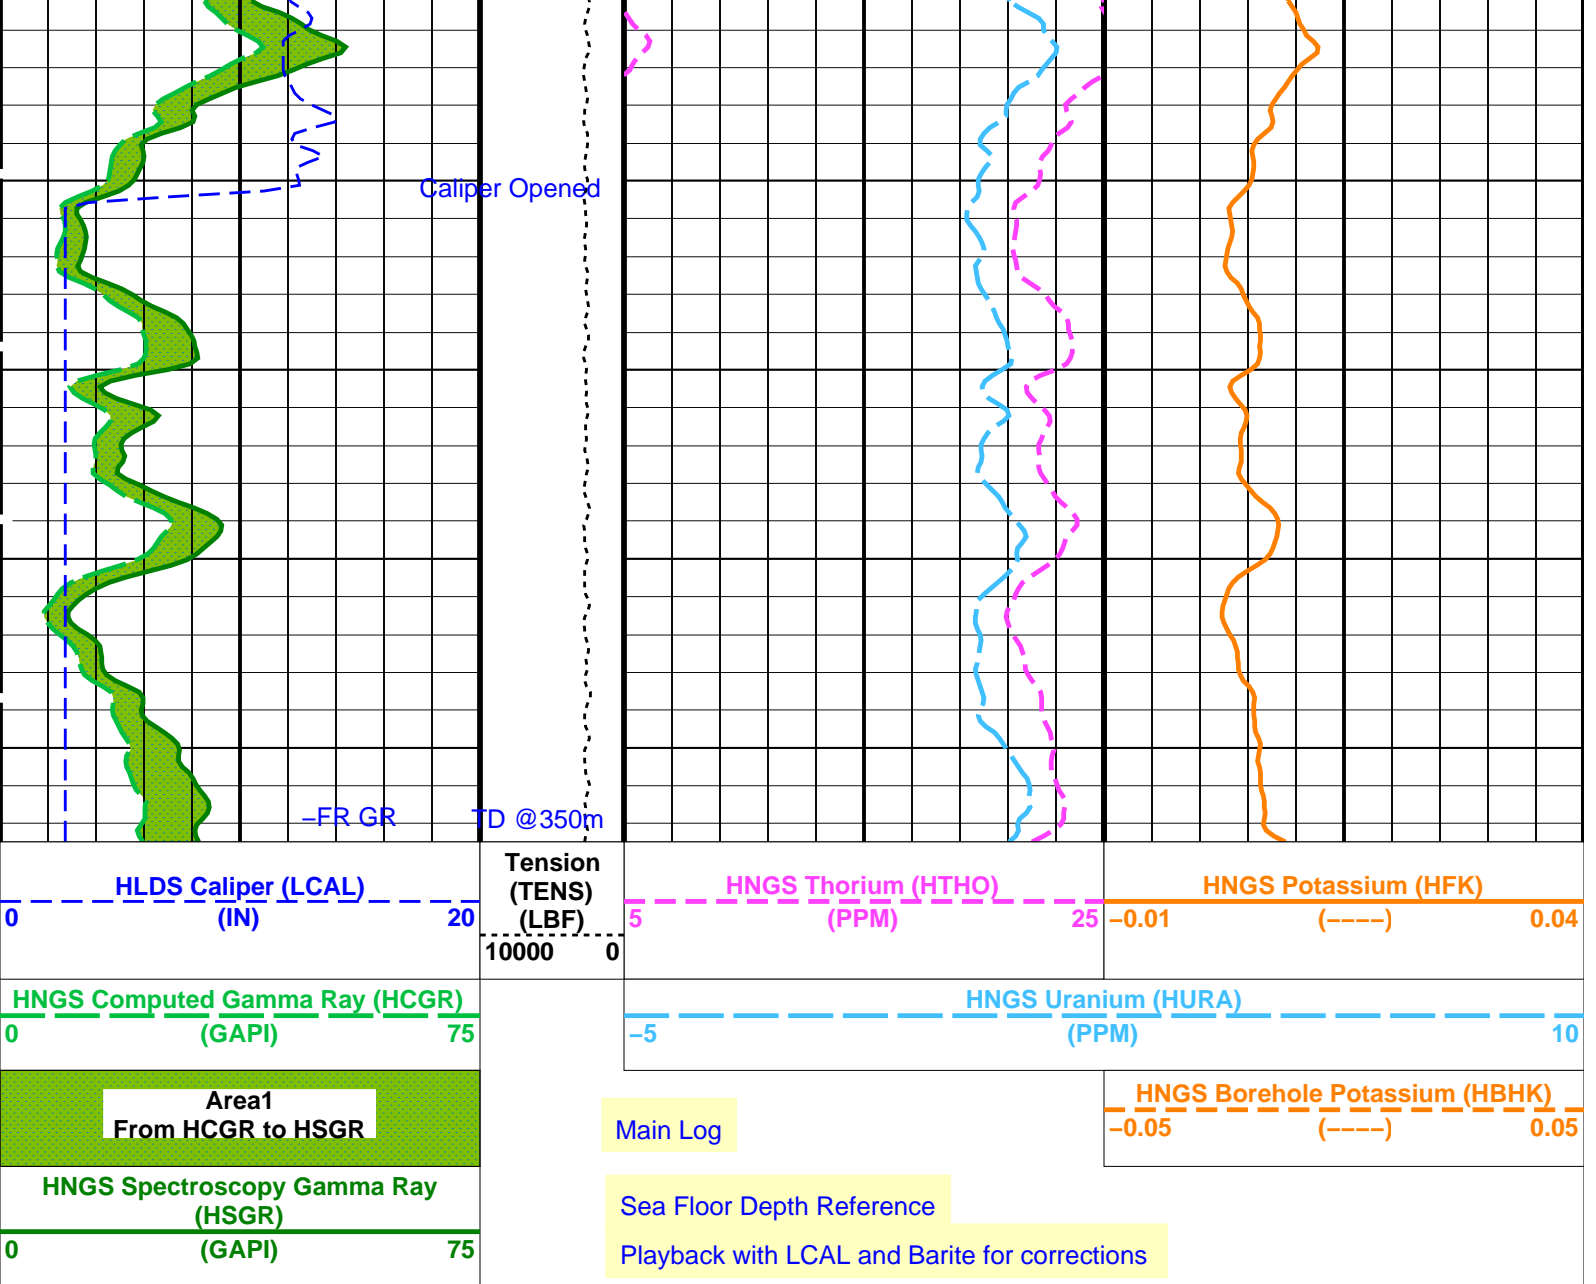 Caliper Opened
–FR GR
TD @350m
HLDS Caliper (LCAL)
0 (IN) 20
Tension
(TENS)
(LBF)
10000 0
HNGS Thorium (HTHO)
5 (PPM) 25
HNGS Potassium (HFK)
–0.01 (––––) 0.04
HNGS Computed Gamma Ray (HCGR)
0 (GAPI) 75
HNGS Uranium (HURA)
–5 (PPM) 10
Area1
From HCGR to HSGR
HNGS Borehole Potassium (HBHK)
–0.05 (––––) 0.05
Main Log
HNGS Spectroscopy Gamma Ray
(HSGR)
0 (GAPI) 75
Sea Floor Depth Reference
Playback with LCAL and Barite for corrections